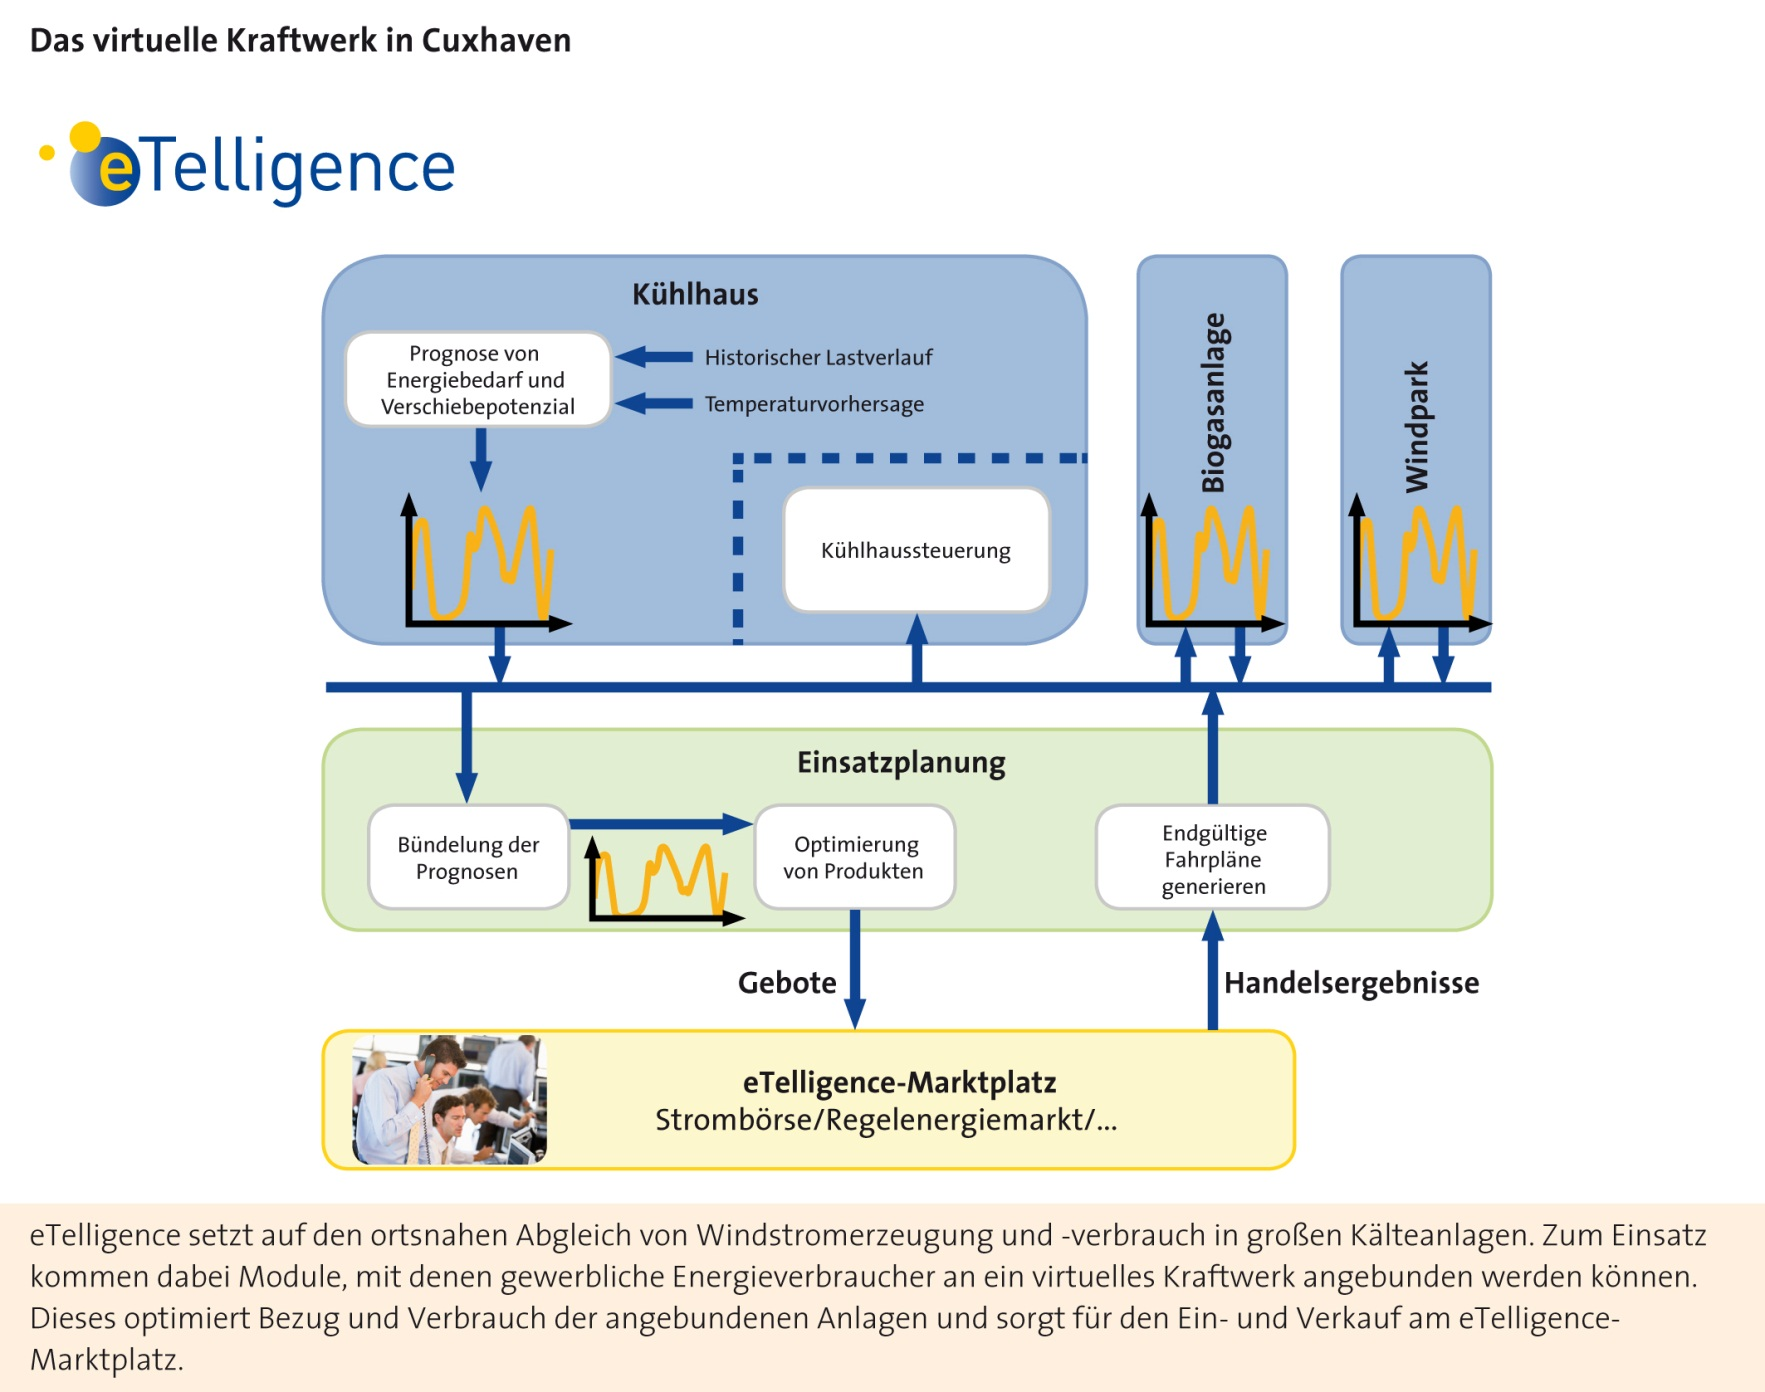 Das virtuelle Kraftwerk in Cuxhaven
eTelligence
Kühlhaus
Prognose von
Energiebedarf und
Verschiebepotenzial
Historischer Lastverlauf
Temperaturvorhersage
Kühlhaussteuerung
Biogasanlage
Windpark
Einsatzplanung
Bündelung der
Prognosen
Optimierung
von Produkten
Endgültige
Fahrpläne
generieren
Gebote
Handelsergebnisse
eTelligence-Marktplatz
Strombörse/Regelenergiemarkt/...
eTelligence setzt auf den ortsnahen Abgleich von Windstromerzeugung und -verbrauch in großen Kälteanlagen. Zum Einsatz
kommen dabei Module, mit denen gewerbliche Energieverbraucher an ein virtuelles Kraftwerk angebunden werden können.
Dieses optimiert Bezug und Verbrauch der angebundenen Anlagen und sorgt für den Ein- und Verkauf am eTelligence-
Marktplatz.